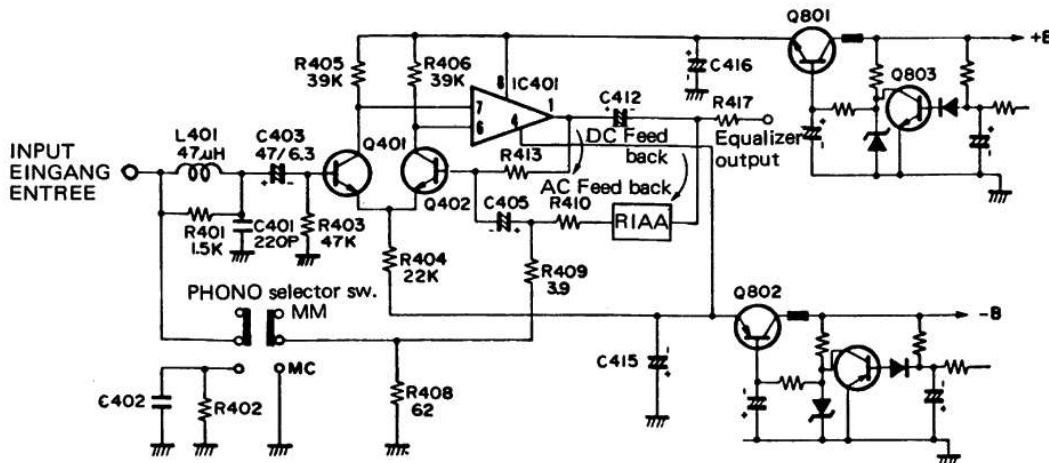 Q801
+B
R405
39K
R406
39K
IC401
8
C416
Q803
7
6
4
1
C412
R417
Equalizer
output
L401
47μH
C403
47/6.3
Q401
DC Feed
back
R413
INPUT
EINGANG
ENTREE
AC Feed back
Q402
C405
R410
RIAA
R401
1.5K
C401
220P
R403
47K
R404
22K
R409
3.9
PHONO selector sw.
MM
Q802
-B
MC
C415
C402
R402
R408
62